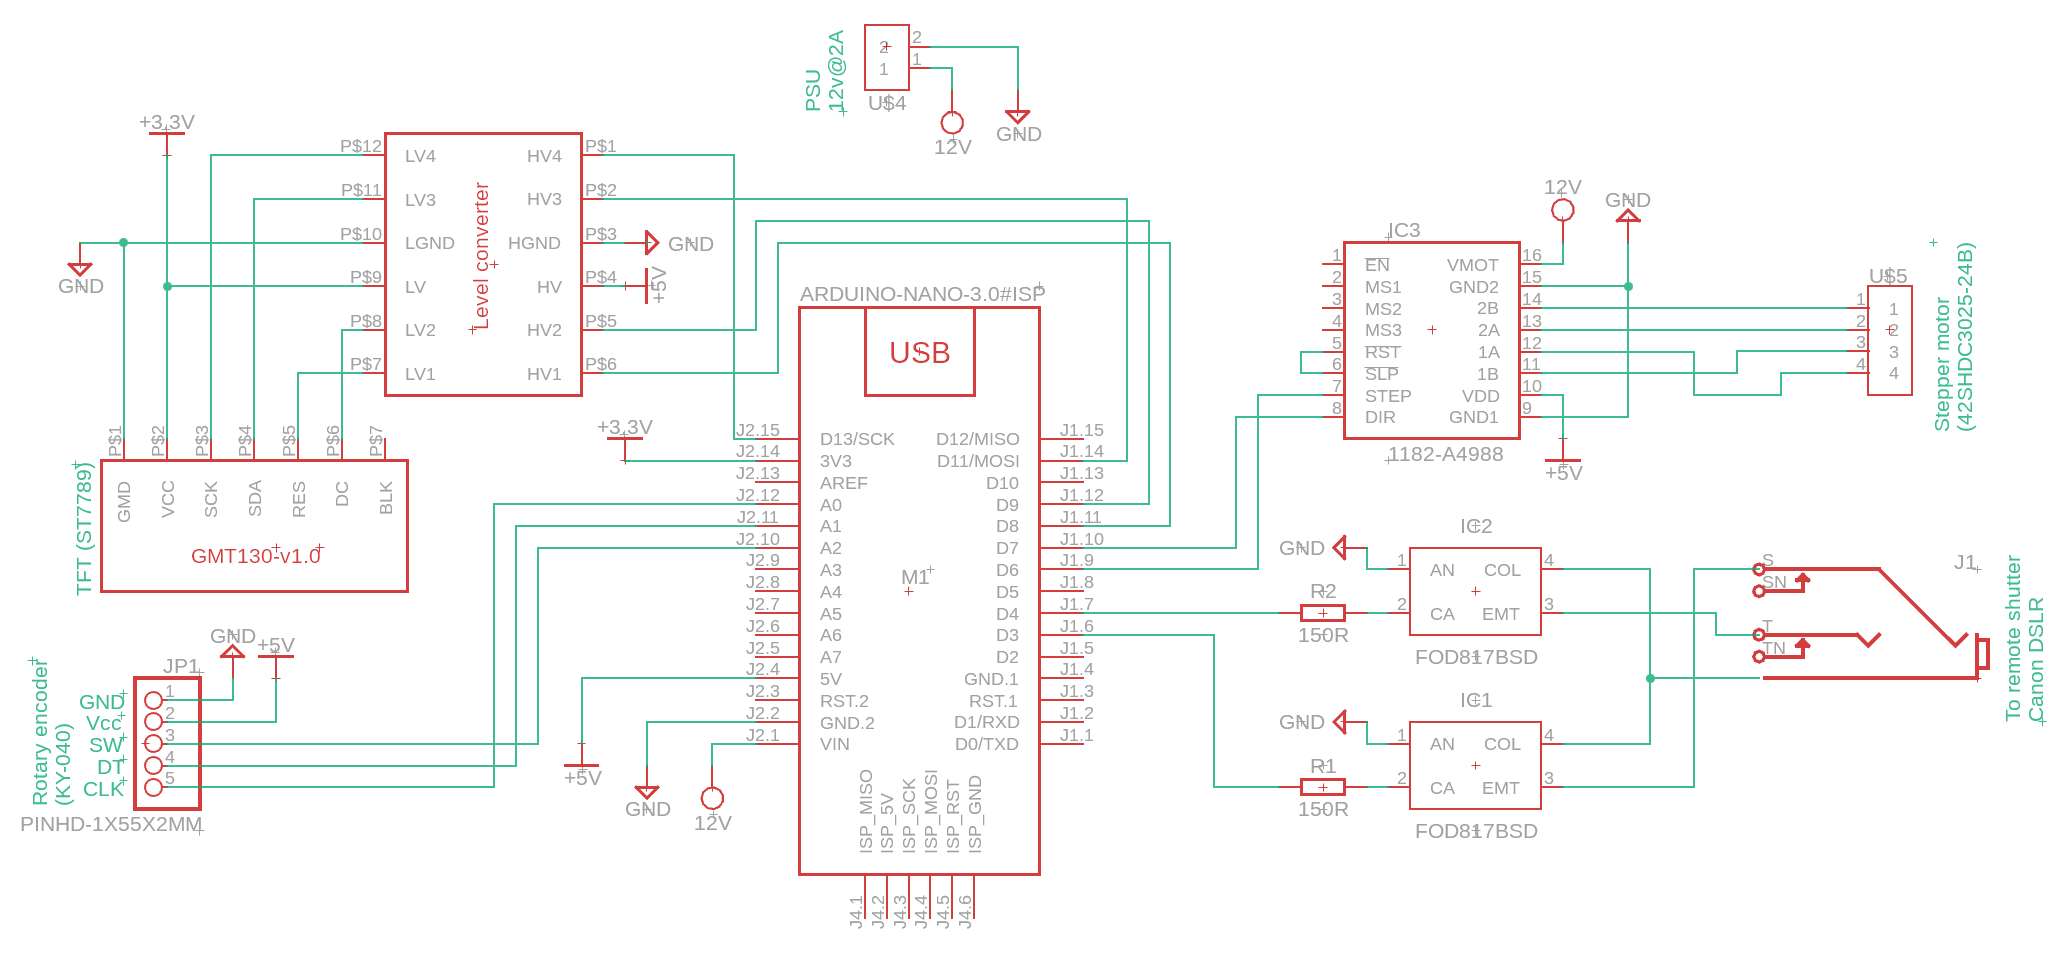 PSU
12v@2A
2
1
2
1
U$4
12V
GND
+3.3V
GND
P$12
P$11
P$10
P$9
P$8
P$7
LV4
LV3
LGND
LV
LV2
LV1
Level converter
HV4
HV3
HGND
HV
HV2
HV1
P$1
P$2
P$3
P$4
P$5
P$6
GND
+5V
P$1
P$2
P$3
P$4
P$5
P$6
P$7
GMD
VCC
SCK
SDA
RES
DC
BLK
GMT130-v1.0
TFT (ST7789)
Rotary encoder
(KY-040)
GND
+5V
JP1
GND
Vcc
SW
DT
CLK
1
2
3
4
5
PINHD-1X55X2MM
ARDUINO-NANO-3.0#ISP
USB
M1
+3.3V
J2.15
J2.14
J2.13
J2.12
J2.11
J2.10
J2.9
J2.8
J2.7
J2.6
J2.5
J2.4
J2.3
J2.2
J2.1
D13/SCK
3V3
AREF
A0
A1
A2
A3
A4
A5
A6
A7
5V
RST.2
GND.2
VIN
D12/MISO
D11/MOSI
D10
D9
D8
D7
D6
D5
D4
D3
D2
GND.1
RST.1
D1/RXD
D0/TXD
J1.15
J1.14
J1.13
J1.12
J1.11
J1.10
J1.9
J1.8
J1.7
J1.6
J1.5
J1.4
J1.3
J1.2
J1.1
+5V
GND
12V
ISP_MISO
ISP_5V
ISP_SCK
ISP_MOSI
ISP_RST
ISP_GND
J4.1
J4.2
J4.3
J4.4
J4.5
J4.6
12V
GND
IC3
1
2
3
4
5
6
7
8
EN
MS1
MS2
MS3
RST
SLP
STEP
DIR
VMOT
GND2
2B
2A
1A
1B
VDD
GND1
16
15
14
13
12
11
10
9
1182-A4988
+5V
U$5
1
2
3
4
1
2
3
4
Stepper motor
(42SHDC3025-24B)
IC2
GND
1
2
AN
CA
COL
EMT
4
3
R2
150R
FOD817BSD
IC1
GND
1
2
AN
CA
COL
EMT
4
3
R1
150R
FOD817BSD
S
SN
T
TN
J1
To remote shutter
Canon DSLR